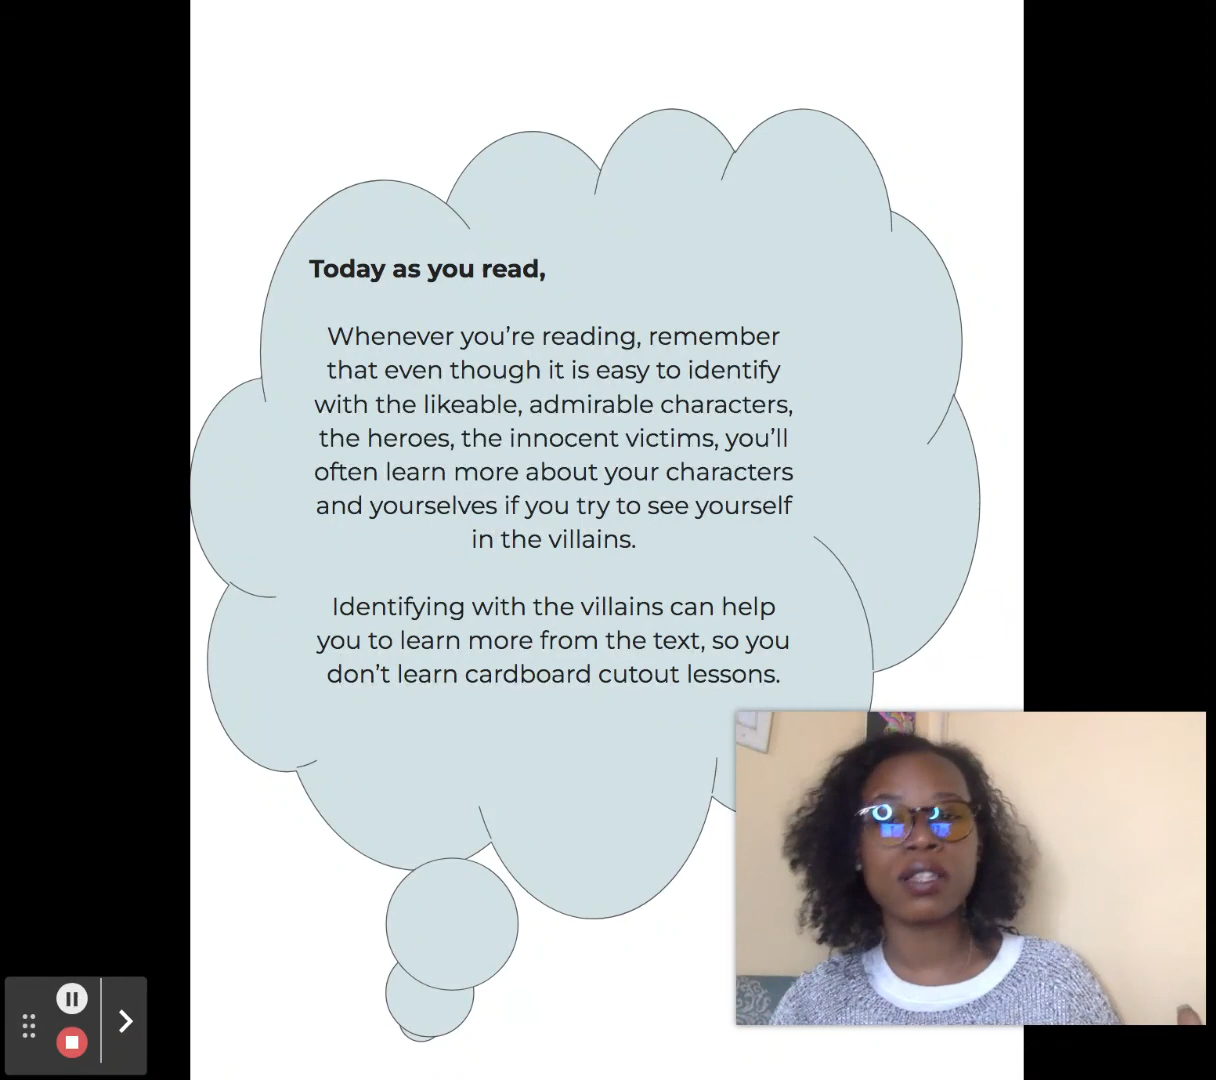 Today as you read,
Whenever you’re reading, remember
that even though it is easy to identify
with the likeable, admirable characters,
the heroes, the innocent victims, you’ll
often learn more about your characters
and yourselves if you try to see yourself
in the villains.
Identifying with the villains can help
you to learn more from the text, so you
don’t learn cardboard cutout lessons.